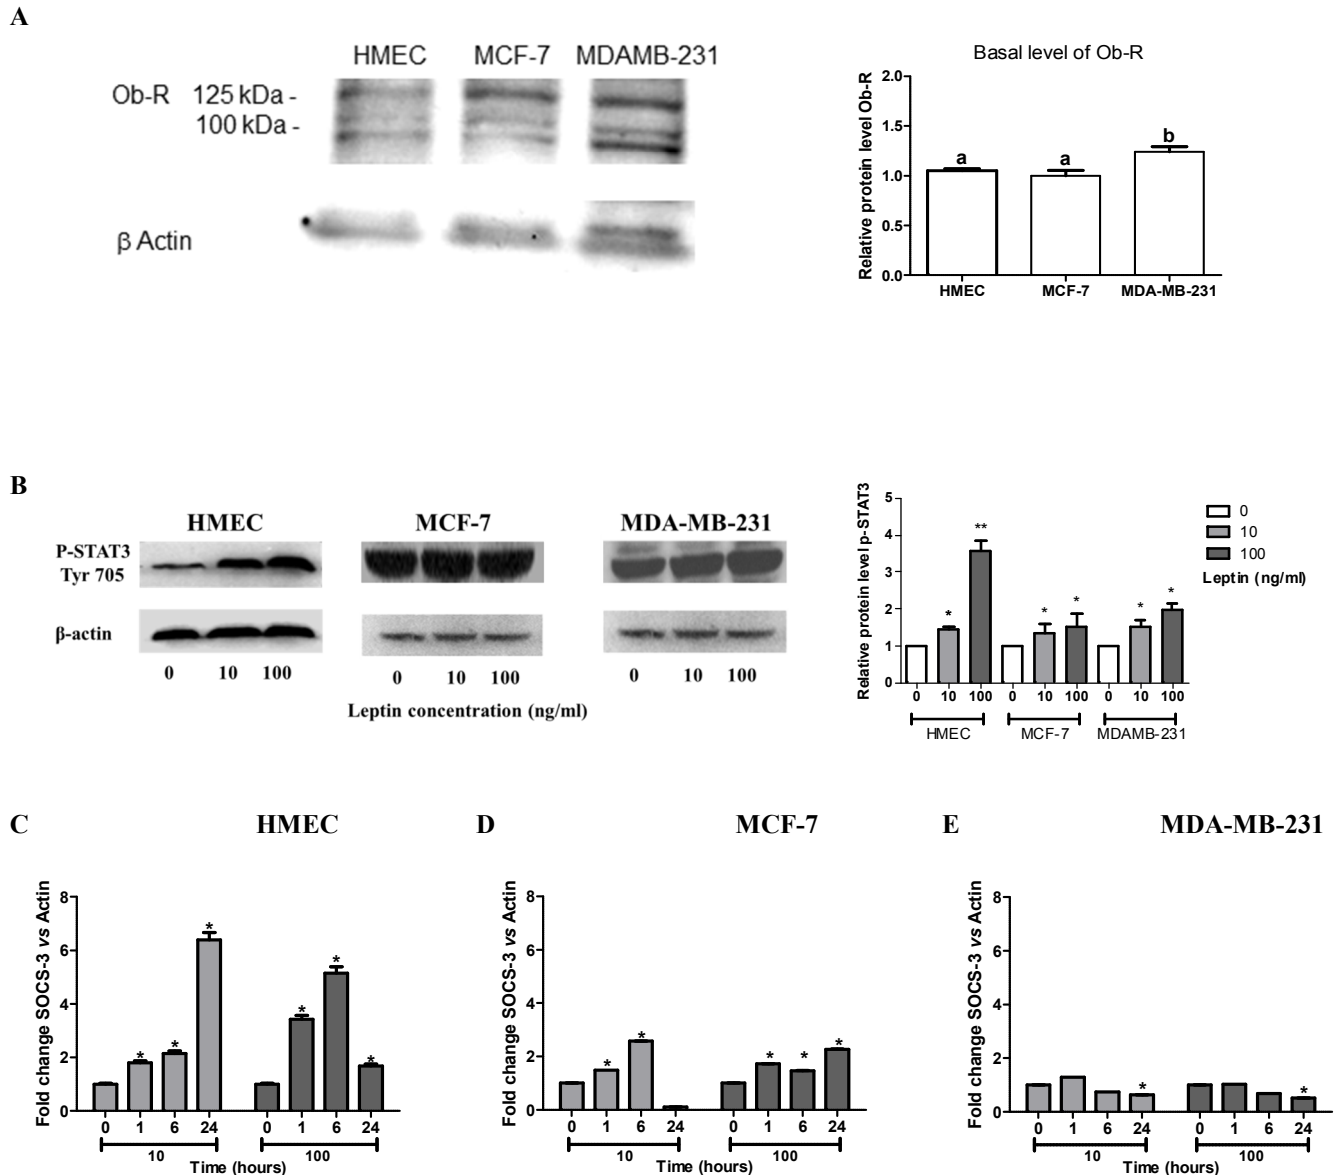 A
HMEC MCF-7 MDAMB-231
Ob-R 125 kDa -
100 kDa -
β Actin
Basal level of Ob-R
Relative protein level Ob-R
2.0
1.5
1.0
0.5
0.0
a a b
HMEC MCF-7 MDA-MB-231
B
HMEC MCF-7 MDA-MB-231
P-STAT3
Tyr 705
β-actin
0 10 100 0 10 100 0 10 100
Leptin concentration (ng/ml)
Relative protein level p-STAT3
5
4
3
2
1
0
* ** * * * *
0 10 100 0 10 100 0 10 100
HMEC MCF-7 MDAMB-231
0
10
100
Leptin (ng/ml)
C HMEC
Fold change SOCS-3 vs Actin
8
6
4
2
0
* * * * * *
0 1 6 24 0 1 6 24
10 100
Time (hours)
D MCF-7
Fold change SOCS-3 vs Actin
8
6
4
2
0
* * * * *
0 1 6 24 0 1 6 24
10 100
Time (hours)
E MDA-MB-231
Fold change SOCS-3 vs Actin
8
6
4
2
0
* *
0 1 6 24 0 1 6 24
10 100
Time (hours)